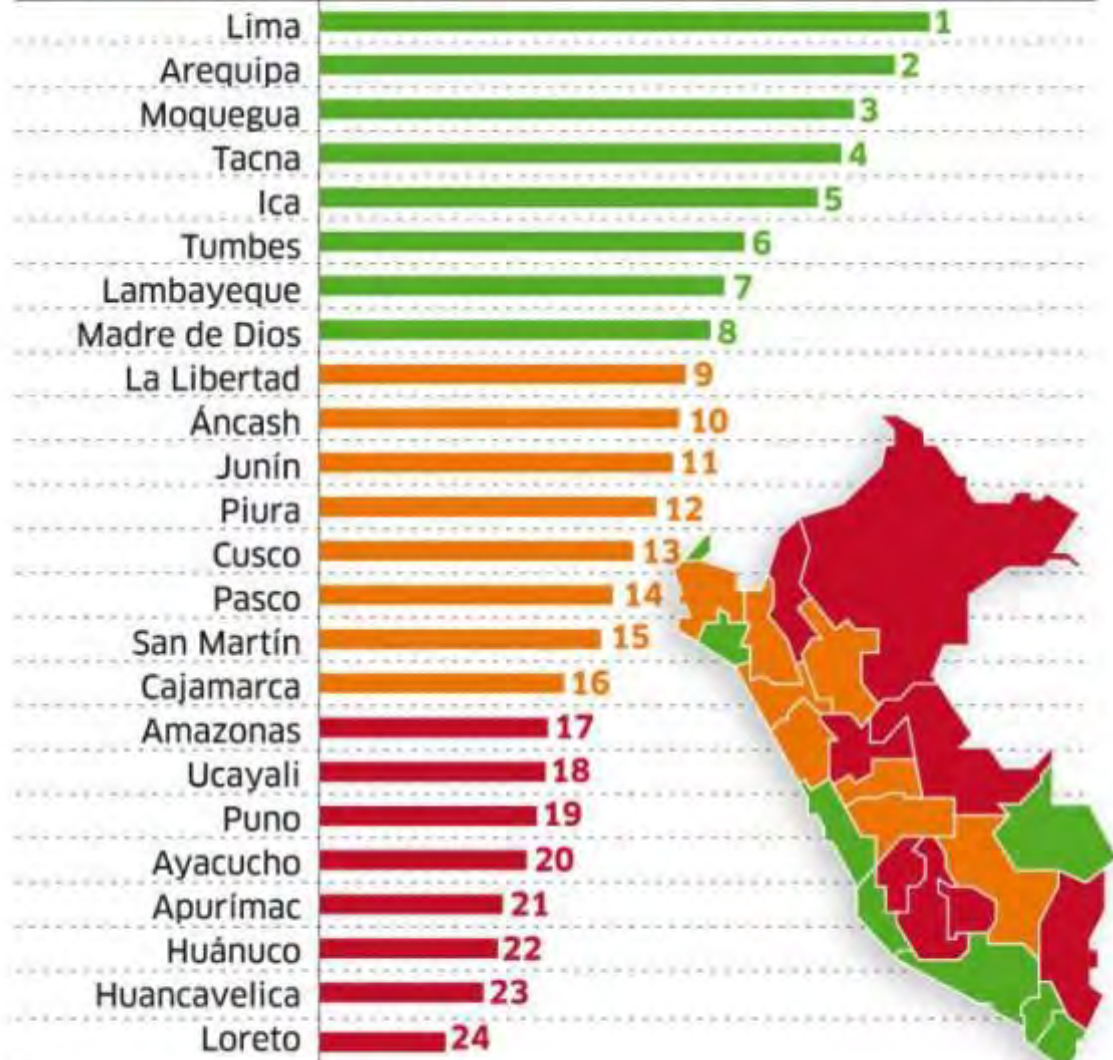 Lima 1
Arequipa 2
Moquegua 3
Tacna 4
Ica 5
Tumbes 6
Lambayeque 7
Madre de Dios 8
La Libertad 9
Áncash 10
Junín 11
Piura 12
Cusco 13
Pasco 14
San Martín 15
Cajamarca 16
Amazonas 17
Ucayali 18
Puno 19
Ayacucho 20
Apurímac 21
Huánuco 22
Huancavelica 23
Loreto 24